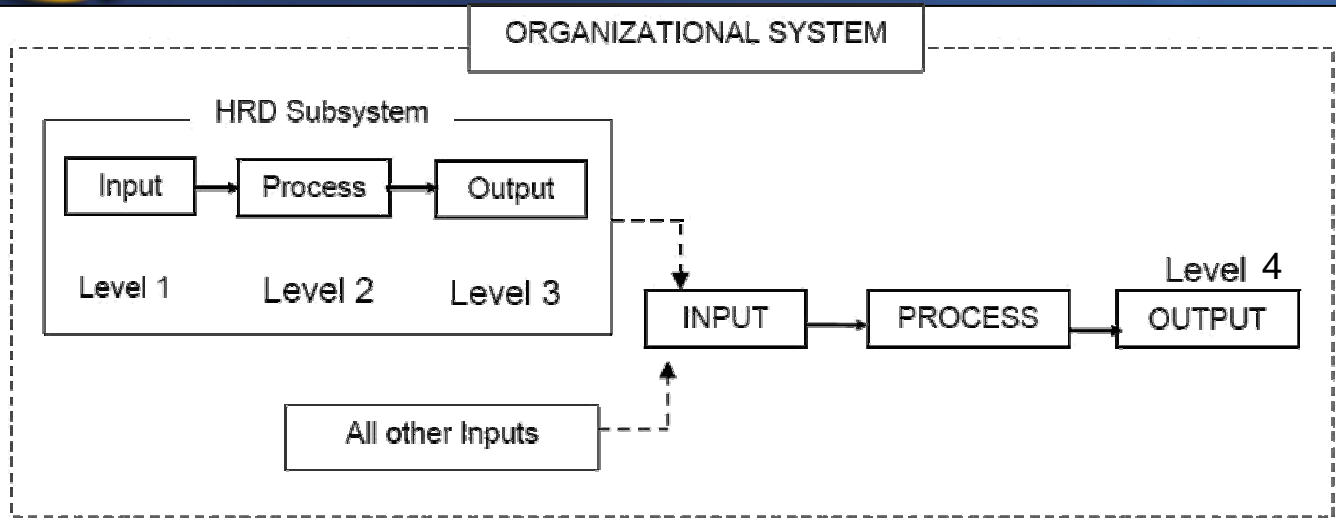 ORGANIZATIONAL SYSTEM
HRD Subsystem
Input
Process
Output
Level 1
Level 2
Level 3
Level 4
INPUT
PROCESS
OUTPUT
All other Inputs